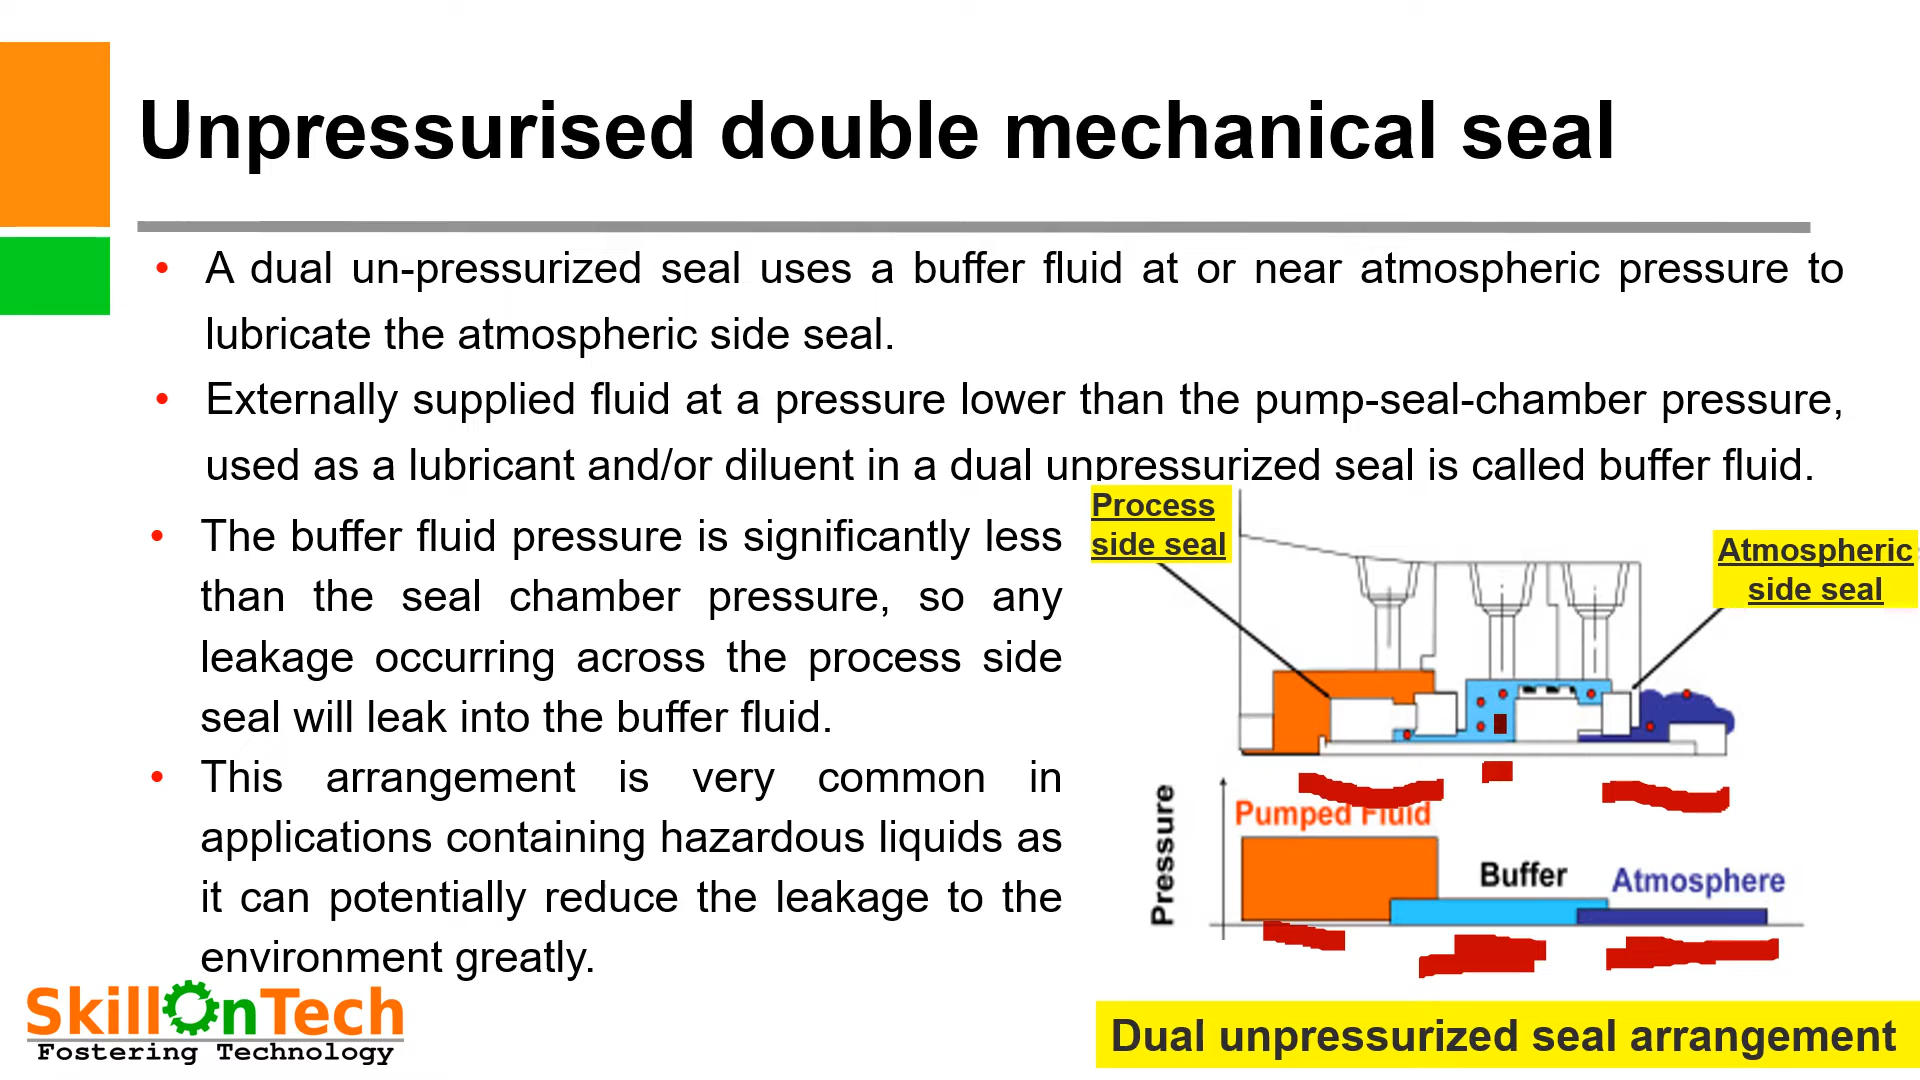 Unpressurised double mechanical seal
• A dual un-pressurized seal uses a buffer fluid at or near atmospheric pressure to
lubricate the atmospheric side seal.
• Externally supplied fluid at a pressure lower than the pump-seal-chamber pressure,
used as a lubricant and/or diluent in a dual unpressurized seal is called buffer fluid.
• The buffer fluid pressure is significantly less
than the seal chamber pressure, so any
leakage occurring across the process side
seal will leak into the buffer fluid.
• This arrangement is very common in
applications containing hazardous liquids as
it can potentially reduce the leakage to the
environment greatly.
Process
side seal
Atmospheric
side seal
Pressure
Pumped Fluid
Buffer
Atmosphere
Dual unpressurized seal arrangement
SkillOnTech
Fostering Technology